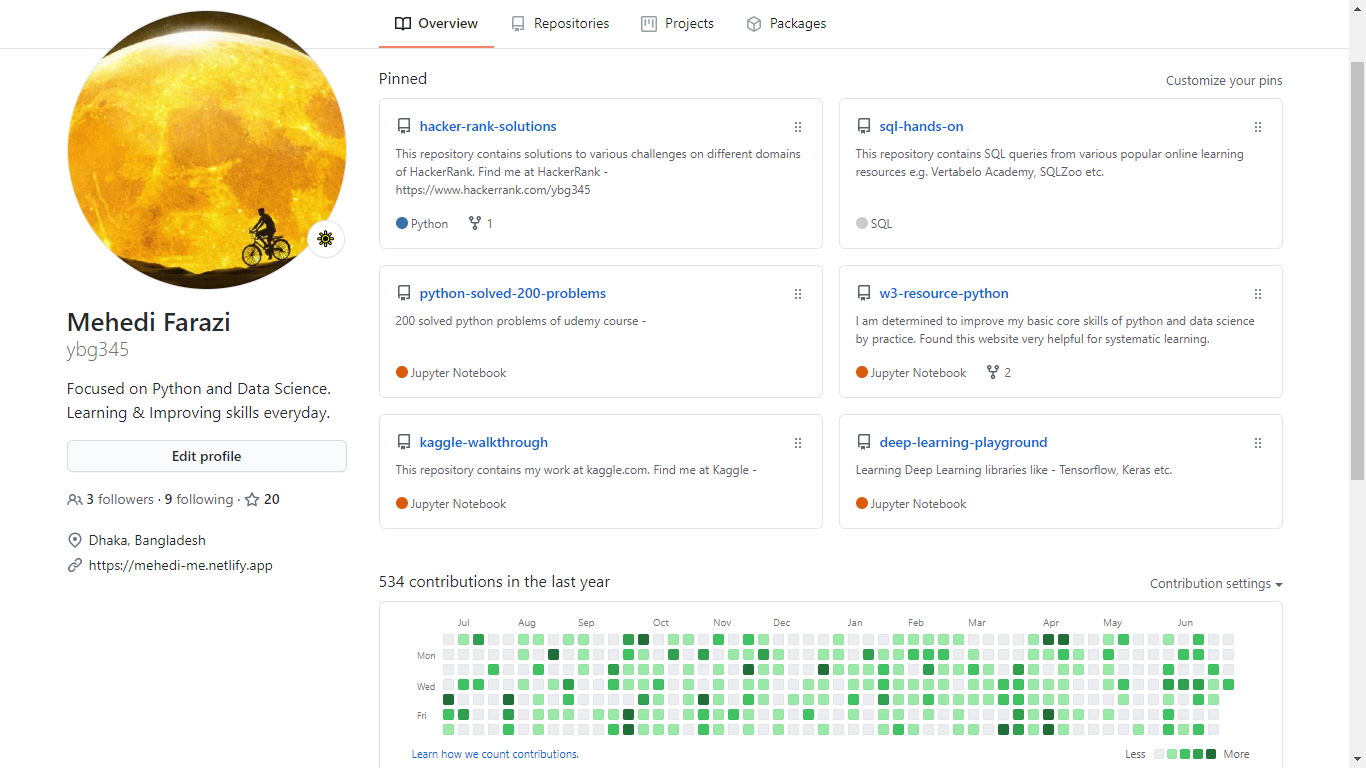 Overview Repositories Projects Packages
Mehedi Farazi
ybg345
Focused on Python and Data Science.
Learning & Improving skills everyday.
Edit profile
3 followers · 9 following · 20
Dhaka, Bangladesh
https://mehedi-me.netlify.app
Pinned
Customize your pins
hacker-rank-solutions
This repository contains solutions to various challenges on different domains
of HackerRank. Find me at HackerRank -
https://www.hackerrank.com/ybg345
Python 1
sql-hands-on
This repository contains SQL queries from various popular online learning
resources e.g. Vertabelo Academy, SQLZoo etc.
SQL
python-solved-200-problems
200 solved python problems of udemy course -
Jupyter Notebook
w3-resource-python
I am determined to improve my basic core skills of python and data science
by practice. Found this website very helpful for systematic learning.
Jupyter Notebook 2
kaggle-walkthrough
This repository contains my work at kaggle.com. Find me at Kaggle -
Jupyter Notebook
deep-learning-playground
Learning Deep Learning libraries like - Tensorflow, Keras etc.
Jupyter Notebook
534 contributions in the last year
Contribution settings
Jul Aug Sep Oct Nov Dec Jan Feb Mar Apr May Jun
Mon
Wed
Fri
Learn how we count contributions.
Less More